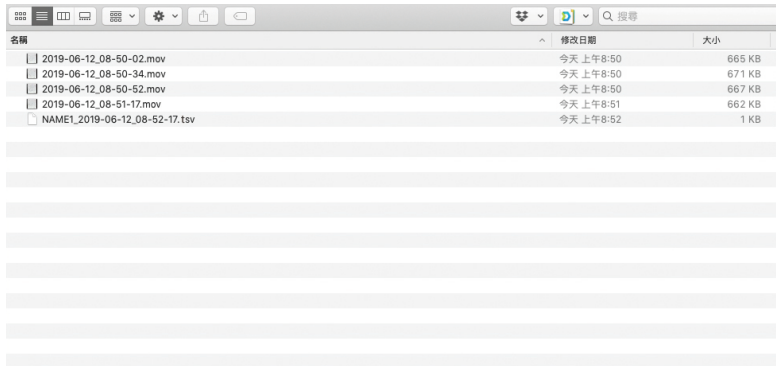 搜尋
名稱 修改日期 大小
2019-06-12_08-50-02.mov 今天 上午8:50 665 KB
2019-06-12_08-50-34.mov 今天 上午8:50 671 KB
2019-06-12_08-50-52.mov 今天 上午8:50 667 KB
2019-06-12_08-51-17.mov 今天 上午8:51 662 KB
NAME1_2019-06-12_08-52-17.tsv 今天 上午8:52 1 KB